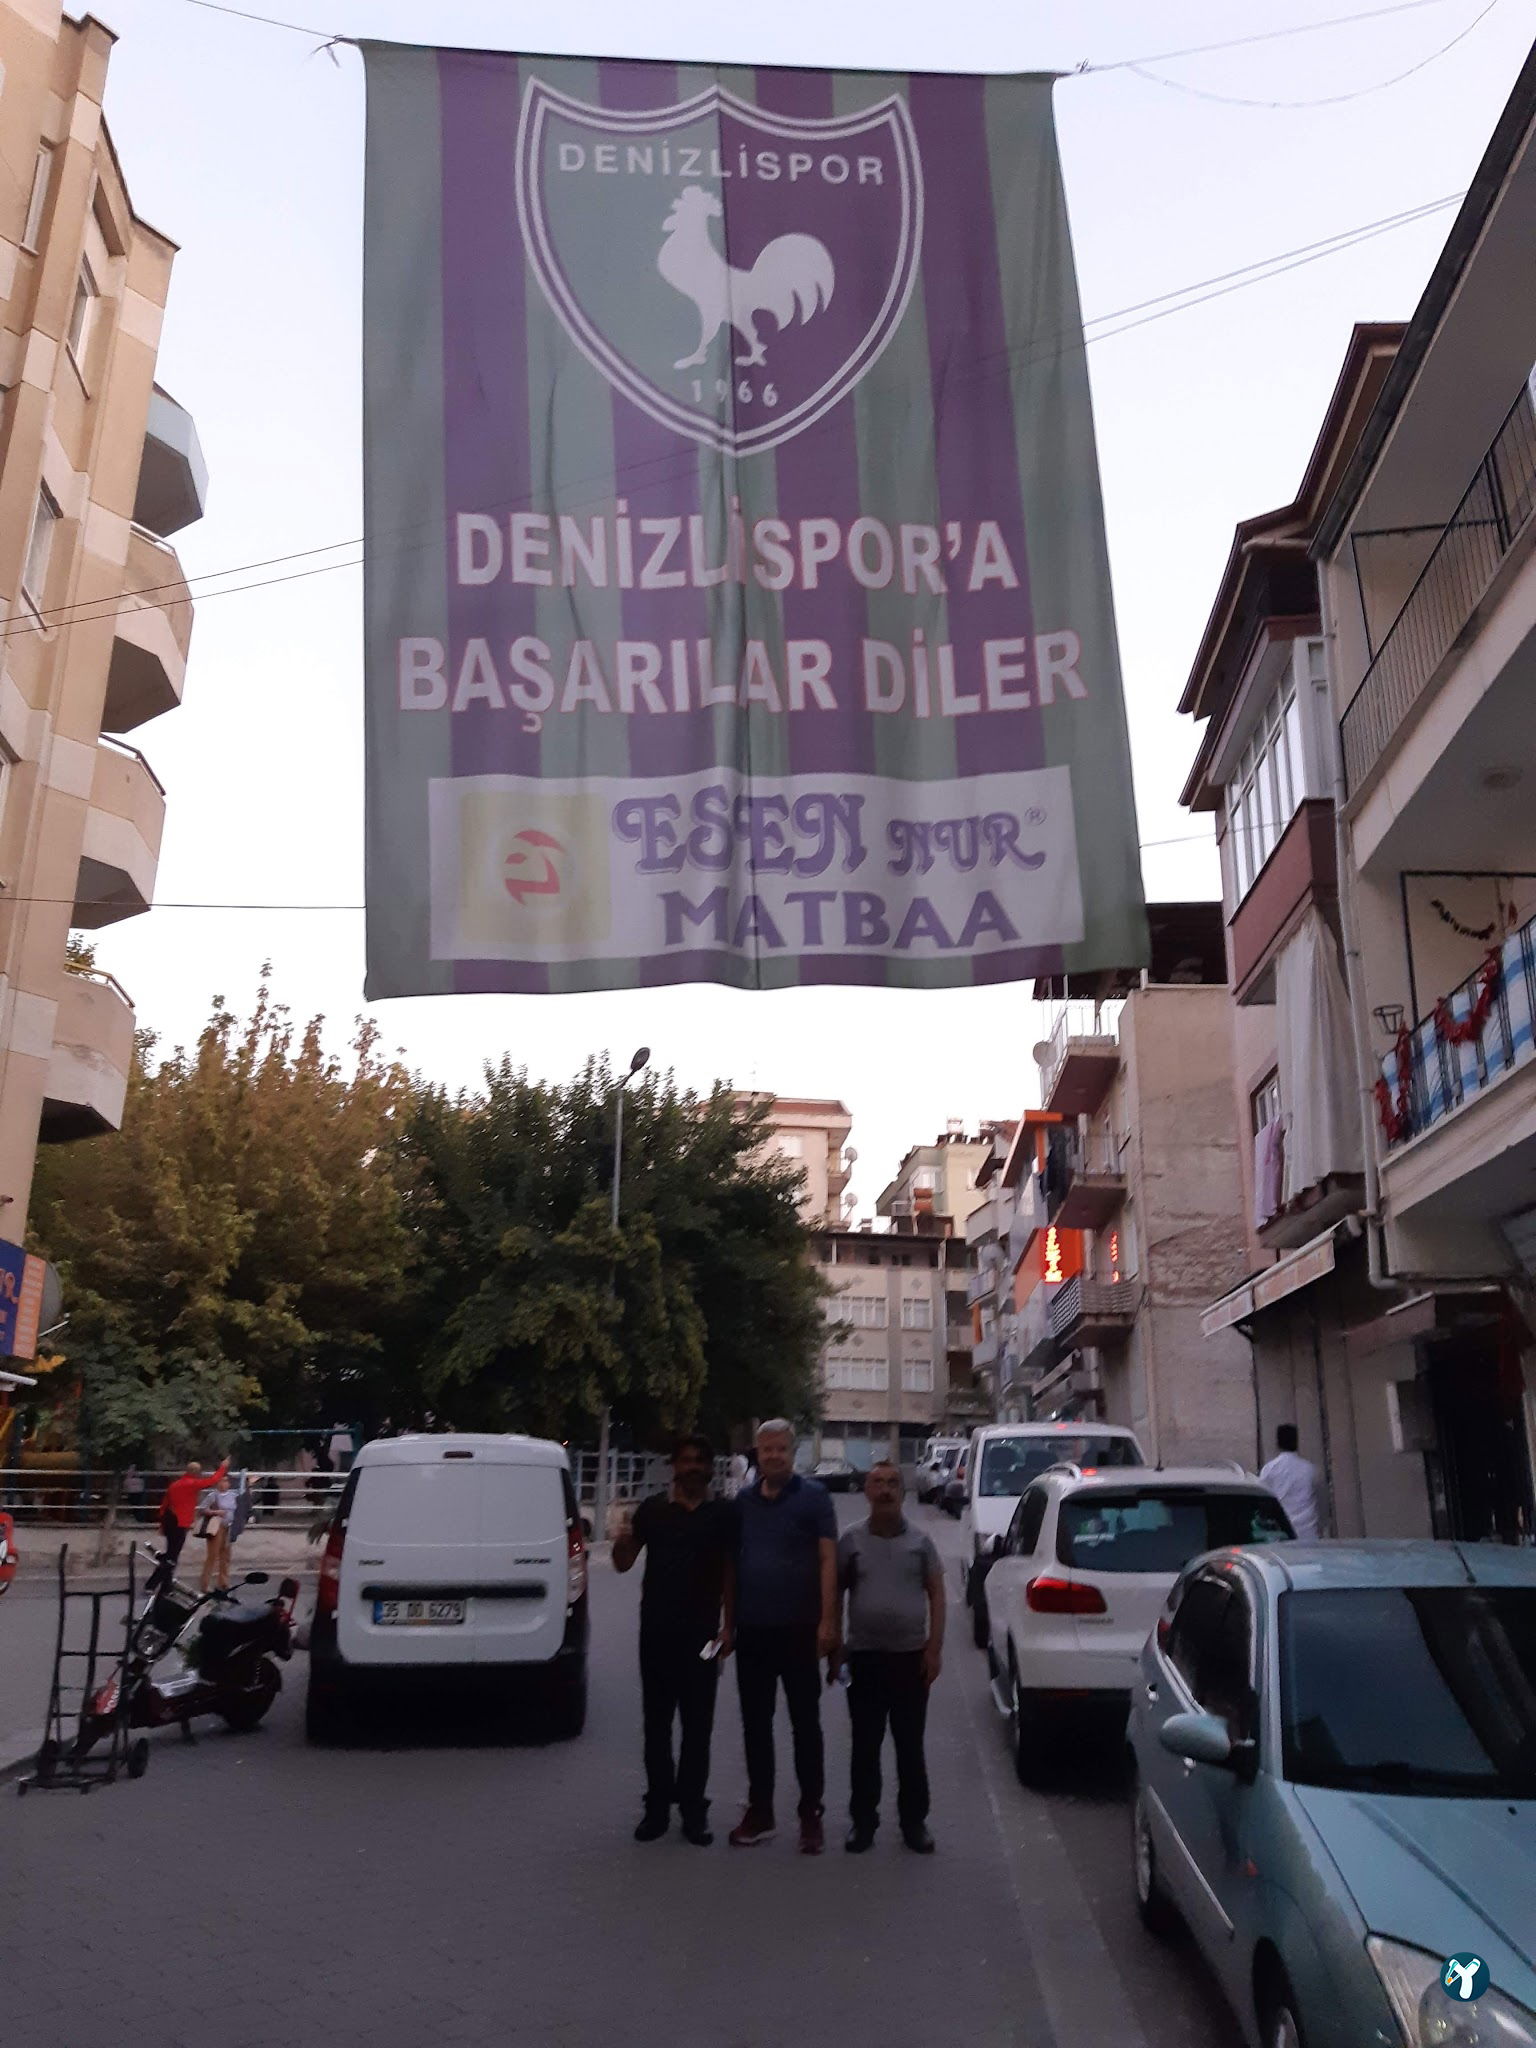 DENİZLİSPOR
1966
DENİZLİSPOR'A
BAŞARILAR DİLER
ESEN NUR®
MATBAA
35 DD 6279